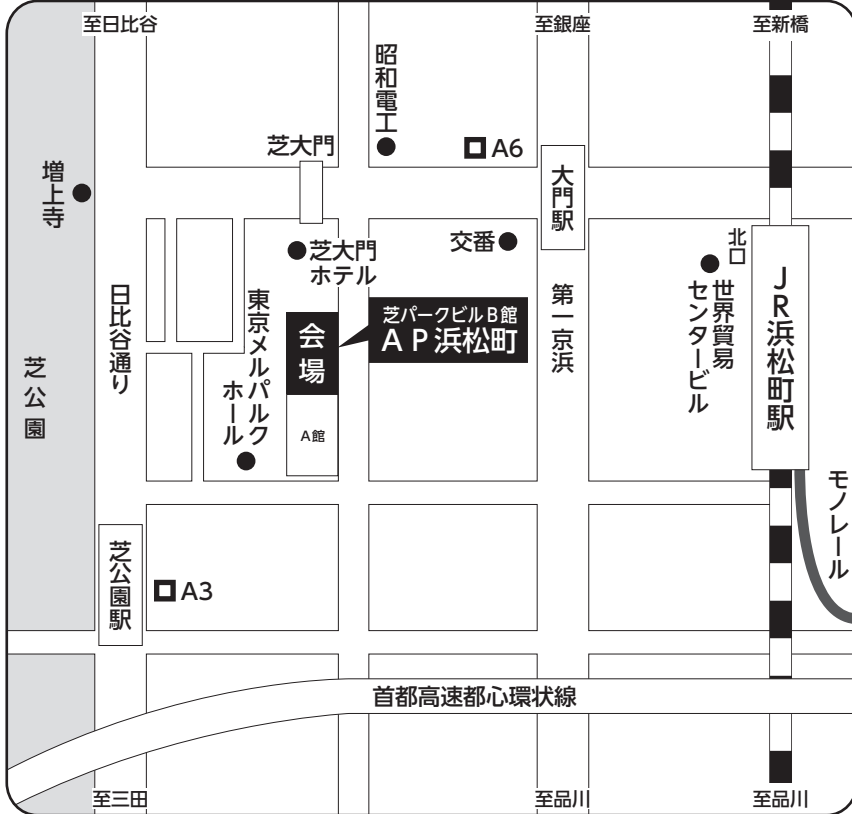 至日比谷
至銀座
至新橋
昭和電工
芝大門
A6
増上寺
大門駅
芝大門
ホテル
交番
北口
世界貿易
センタービル
JR浜松町駅
日比谷通り
東京メルパルク
ホール
会場
芝パークビルB館
AP浜松町
第一京浜
芝公園
A館
モノレール
芝公園駅
A3
首都高速都心環状線
至三田
至品川
至品川